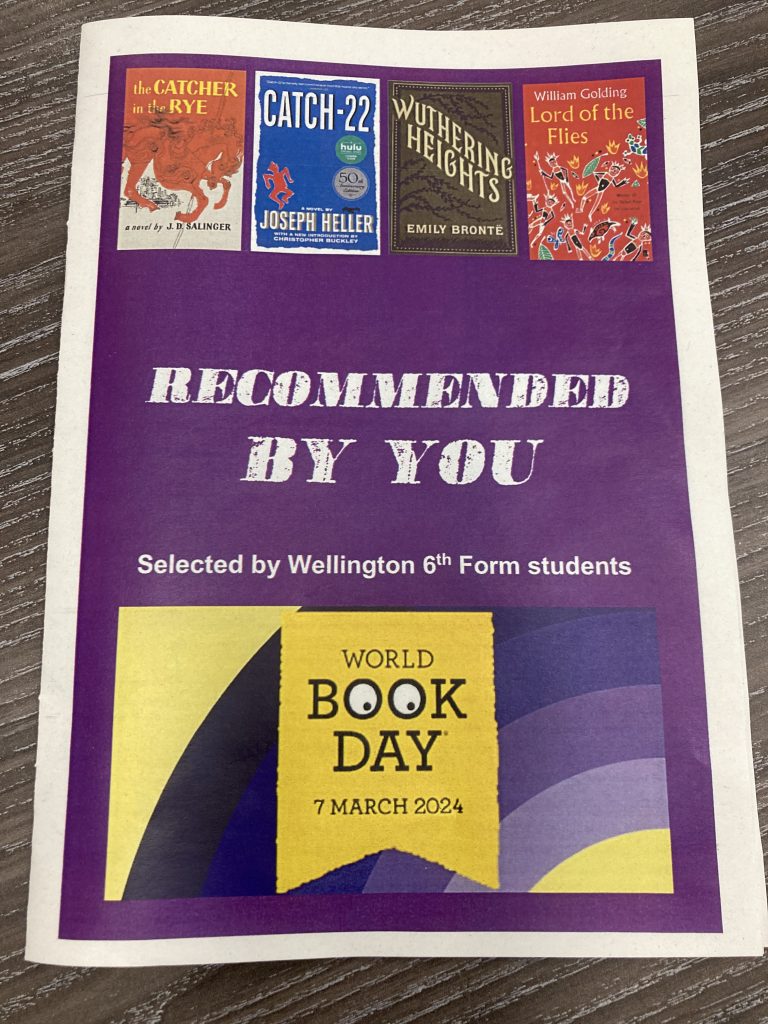 the CATCHER
in the RYE
a novel by J. D. SALINGER
CATCH-22
hulu
50th
Anniversary
Edition
A NOVEL BY
JOSEPH HELLER
WITH A NEW INTRODUCTION BY
CHRISTOPHER BUCKLEY
WUTHERING
HEIGHTS
EMILY BRONTË
William Golding
Lord of the
Flies
RECOMMENDED
BY YOU
Selected by Wellington 6th Form students
WORLD
BOOK
DAY
7 MARCH 2024